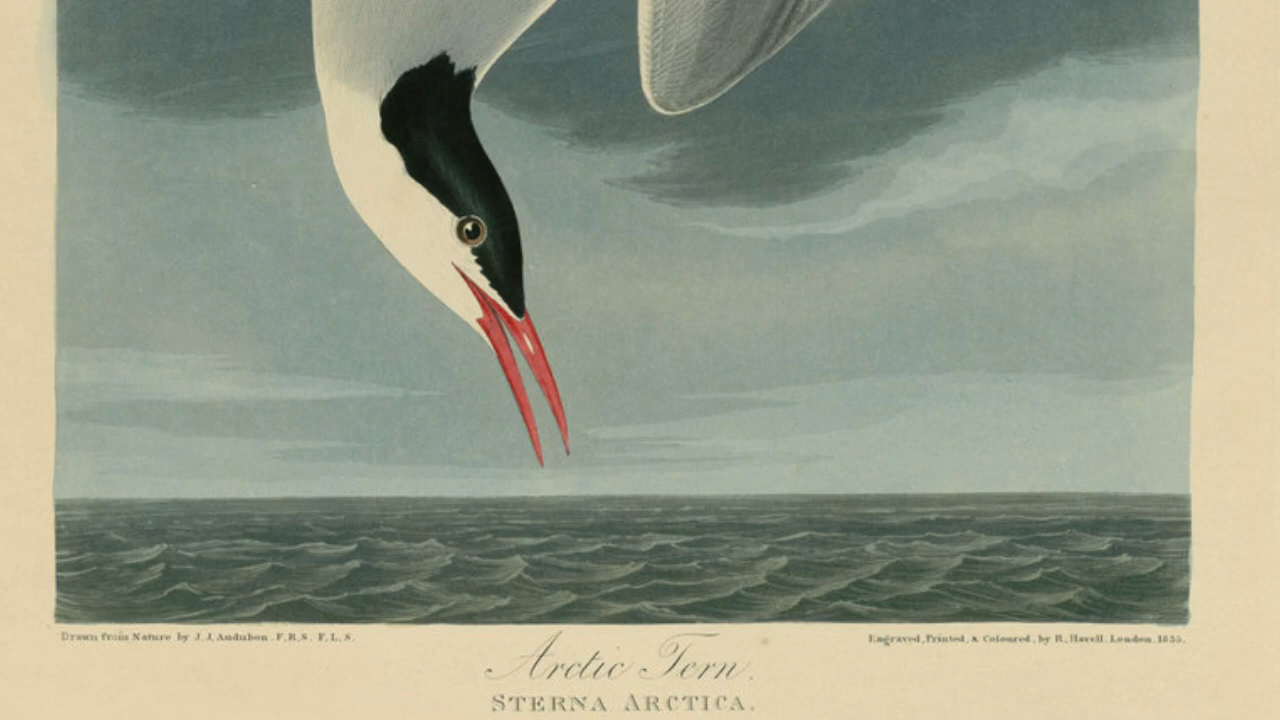 Drawn from Nature by J.J. Audubon. F.R.S. F.L.S.
Engraved, Printed, & Coloured, by R. Havell. London. 1835.
Arctic Tern.
STERNA ARCTICA.